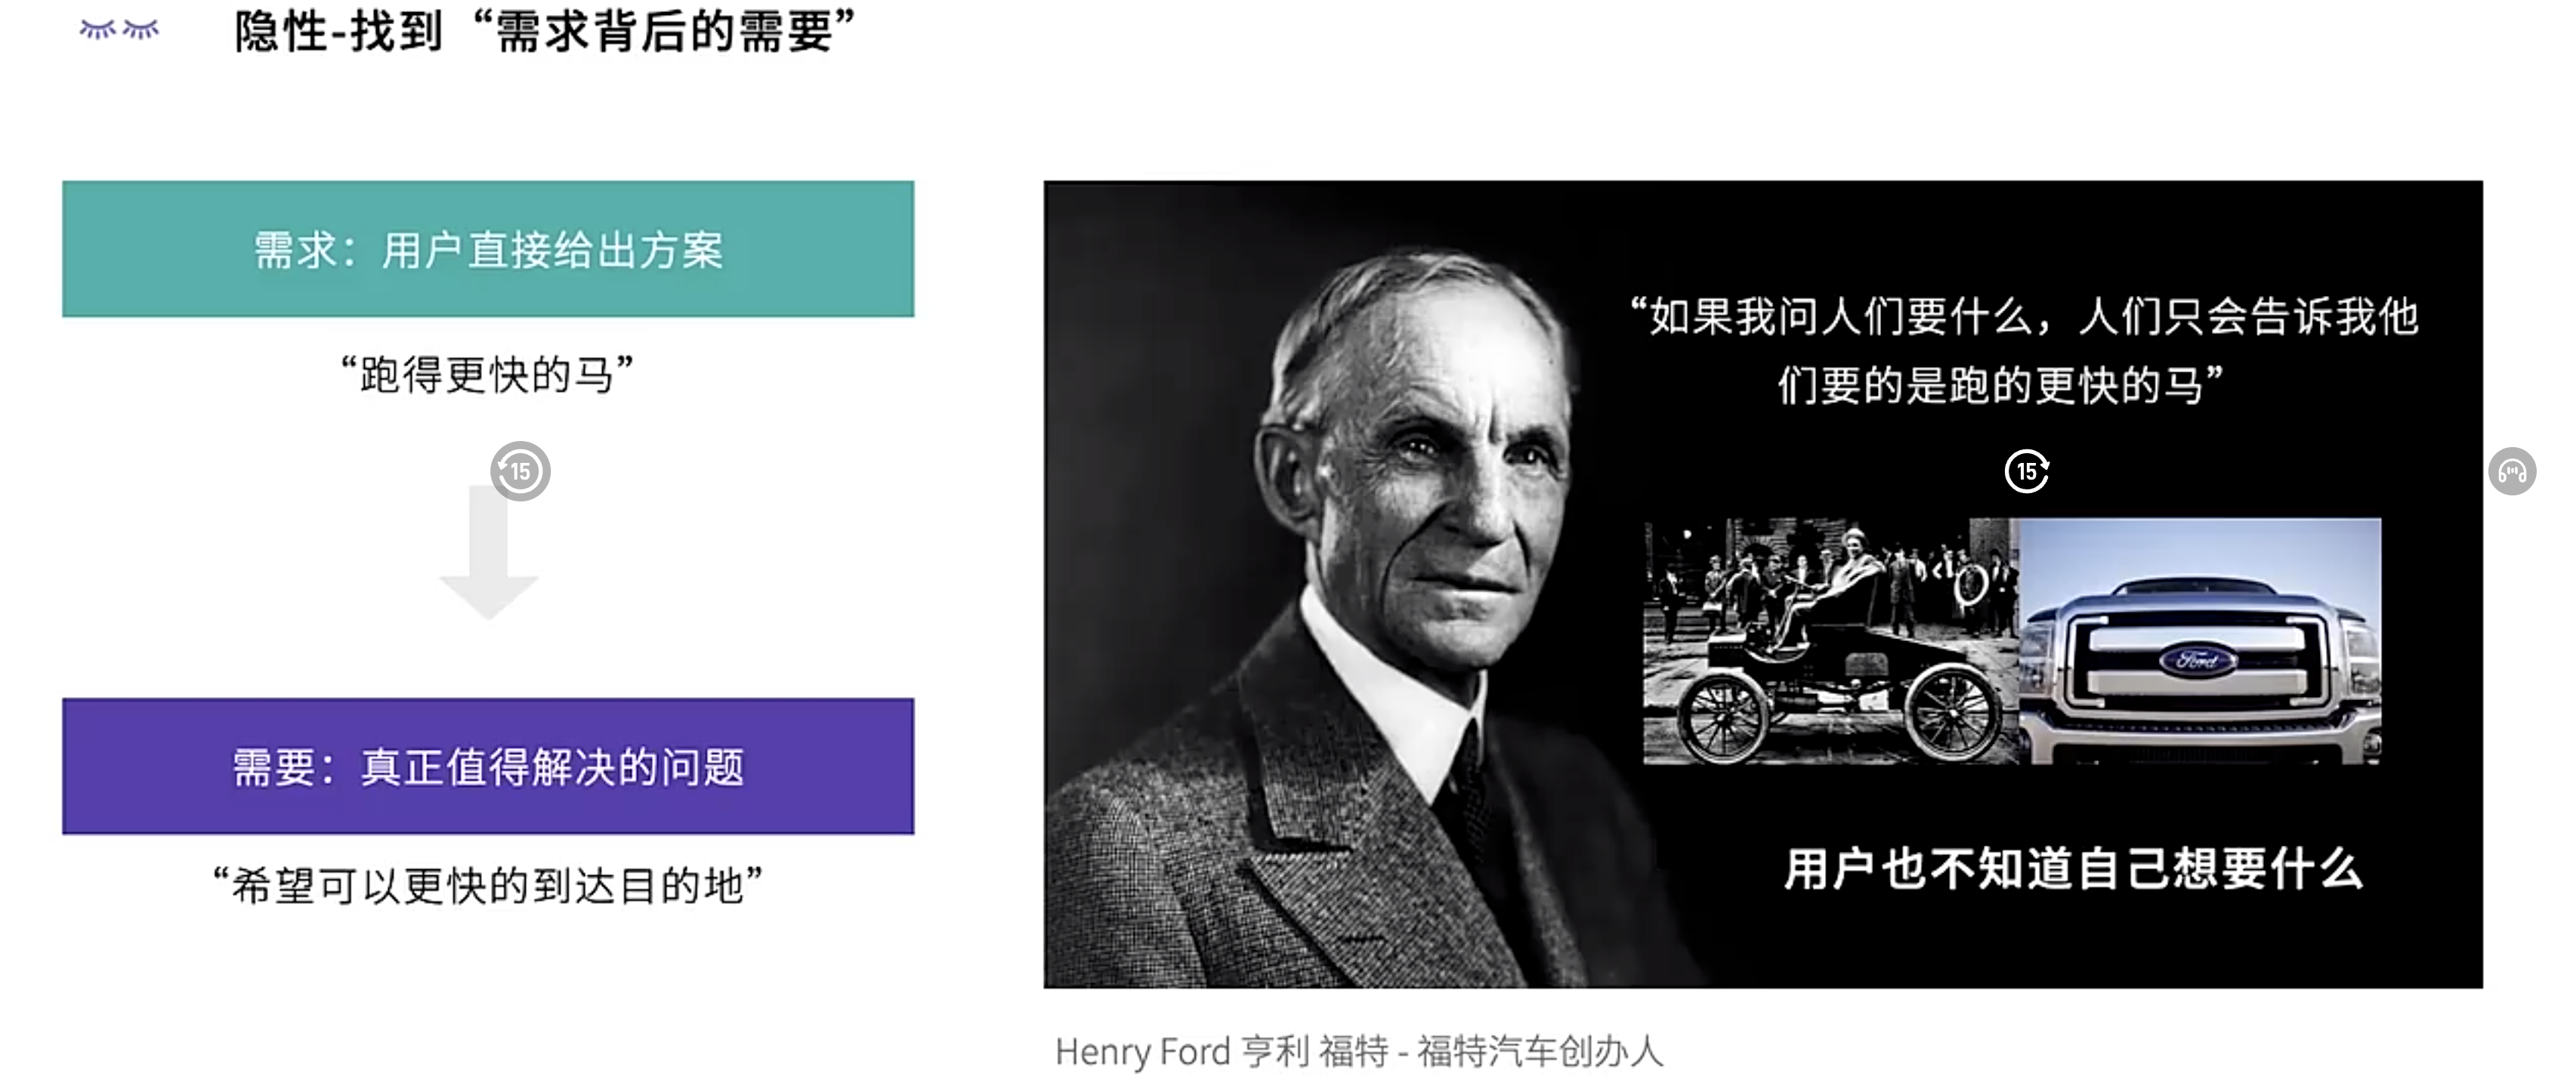 隐性-找到“需求背后的需要”
需求：用户直接给出方案
“跑得更快的马”
15
需要：真正值得解决的问题
“希望可以更快的到达目的地”
“如果我问人们要什么，人们只会告诉我他
们要的是跑的更快的马”
15
Ford
用户也不知道自己想要什么
Henry Ford 亨利 福特 - 福特汽车创办人